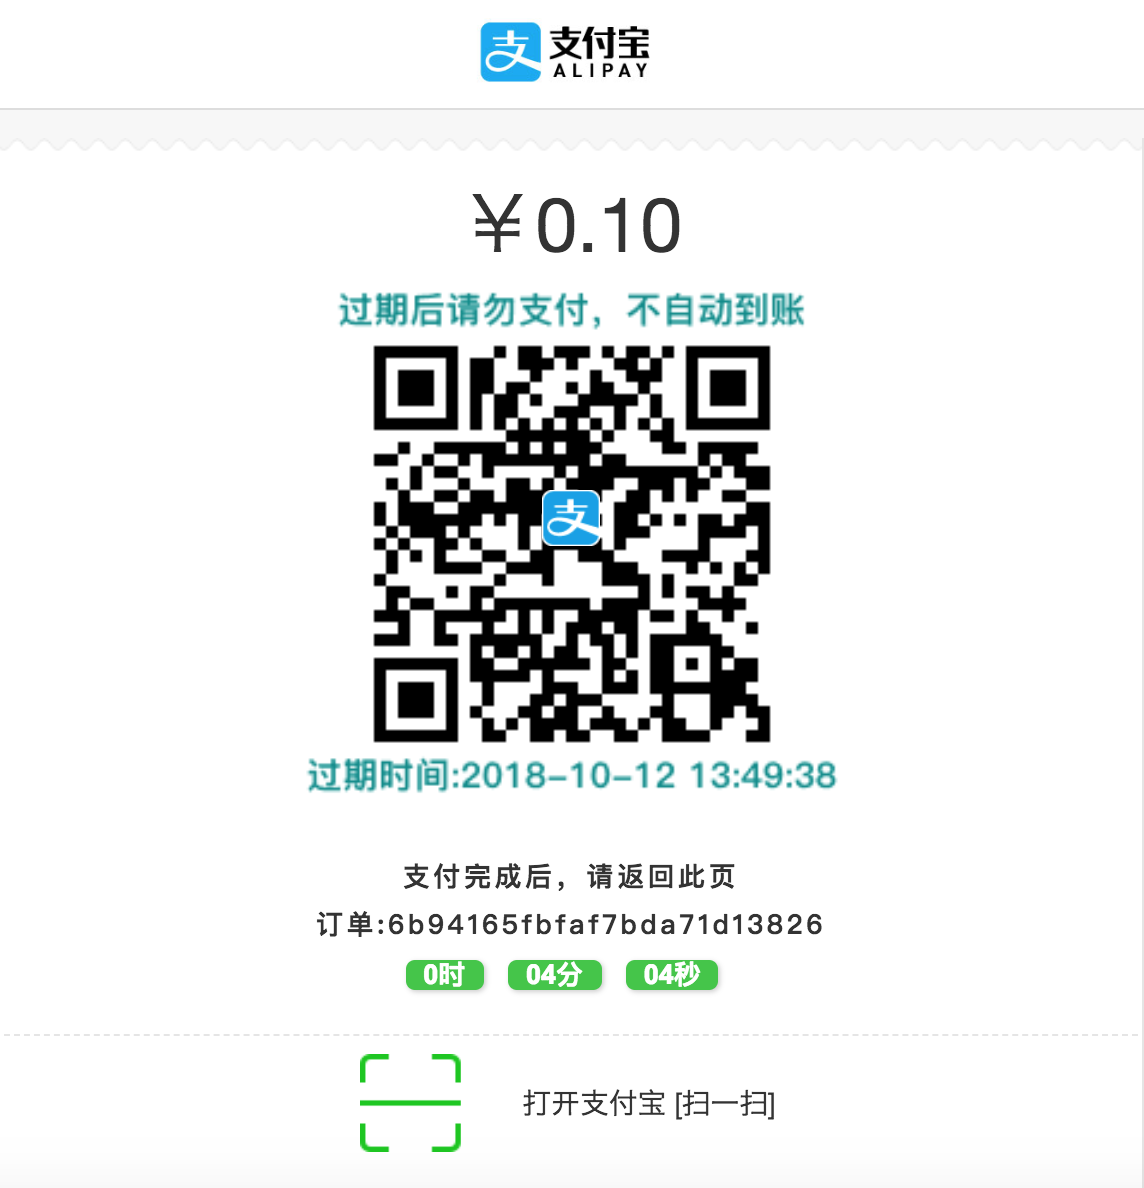 支付宝
ALIPAY
￥0.10
过期后请勿支付，不自动到账
过期时间:2018-10-12 13:49:38
支付完成后，请返回此页
订单:6b94165fbfaf7bda71d13826
0时 04分 04秒
打开支付宝 [扫一扫]